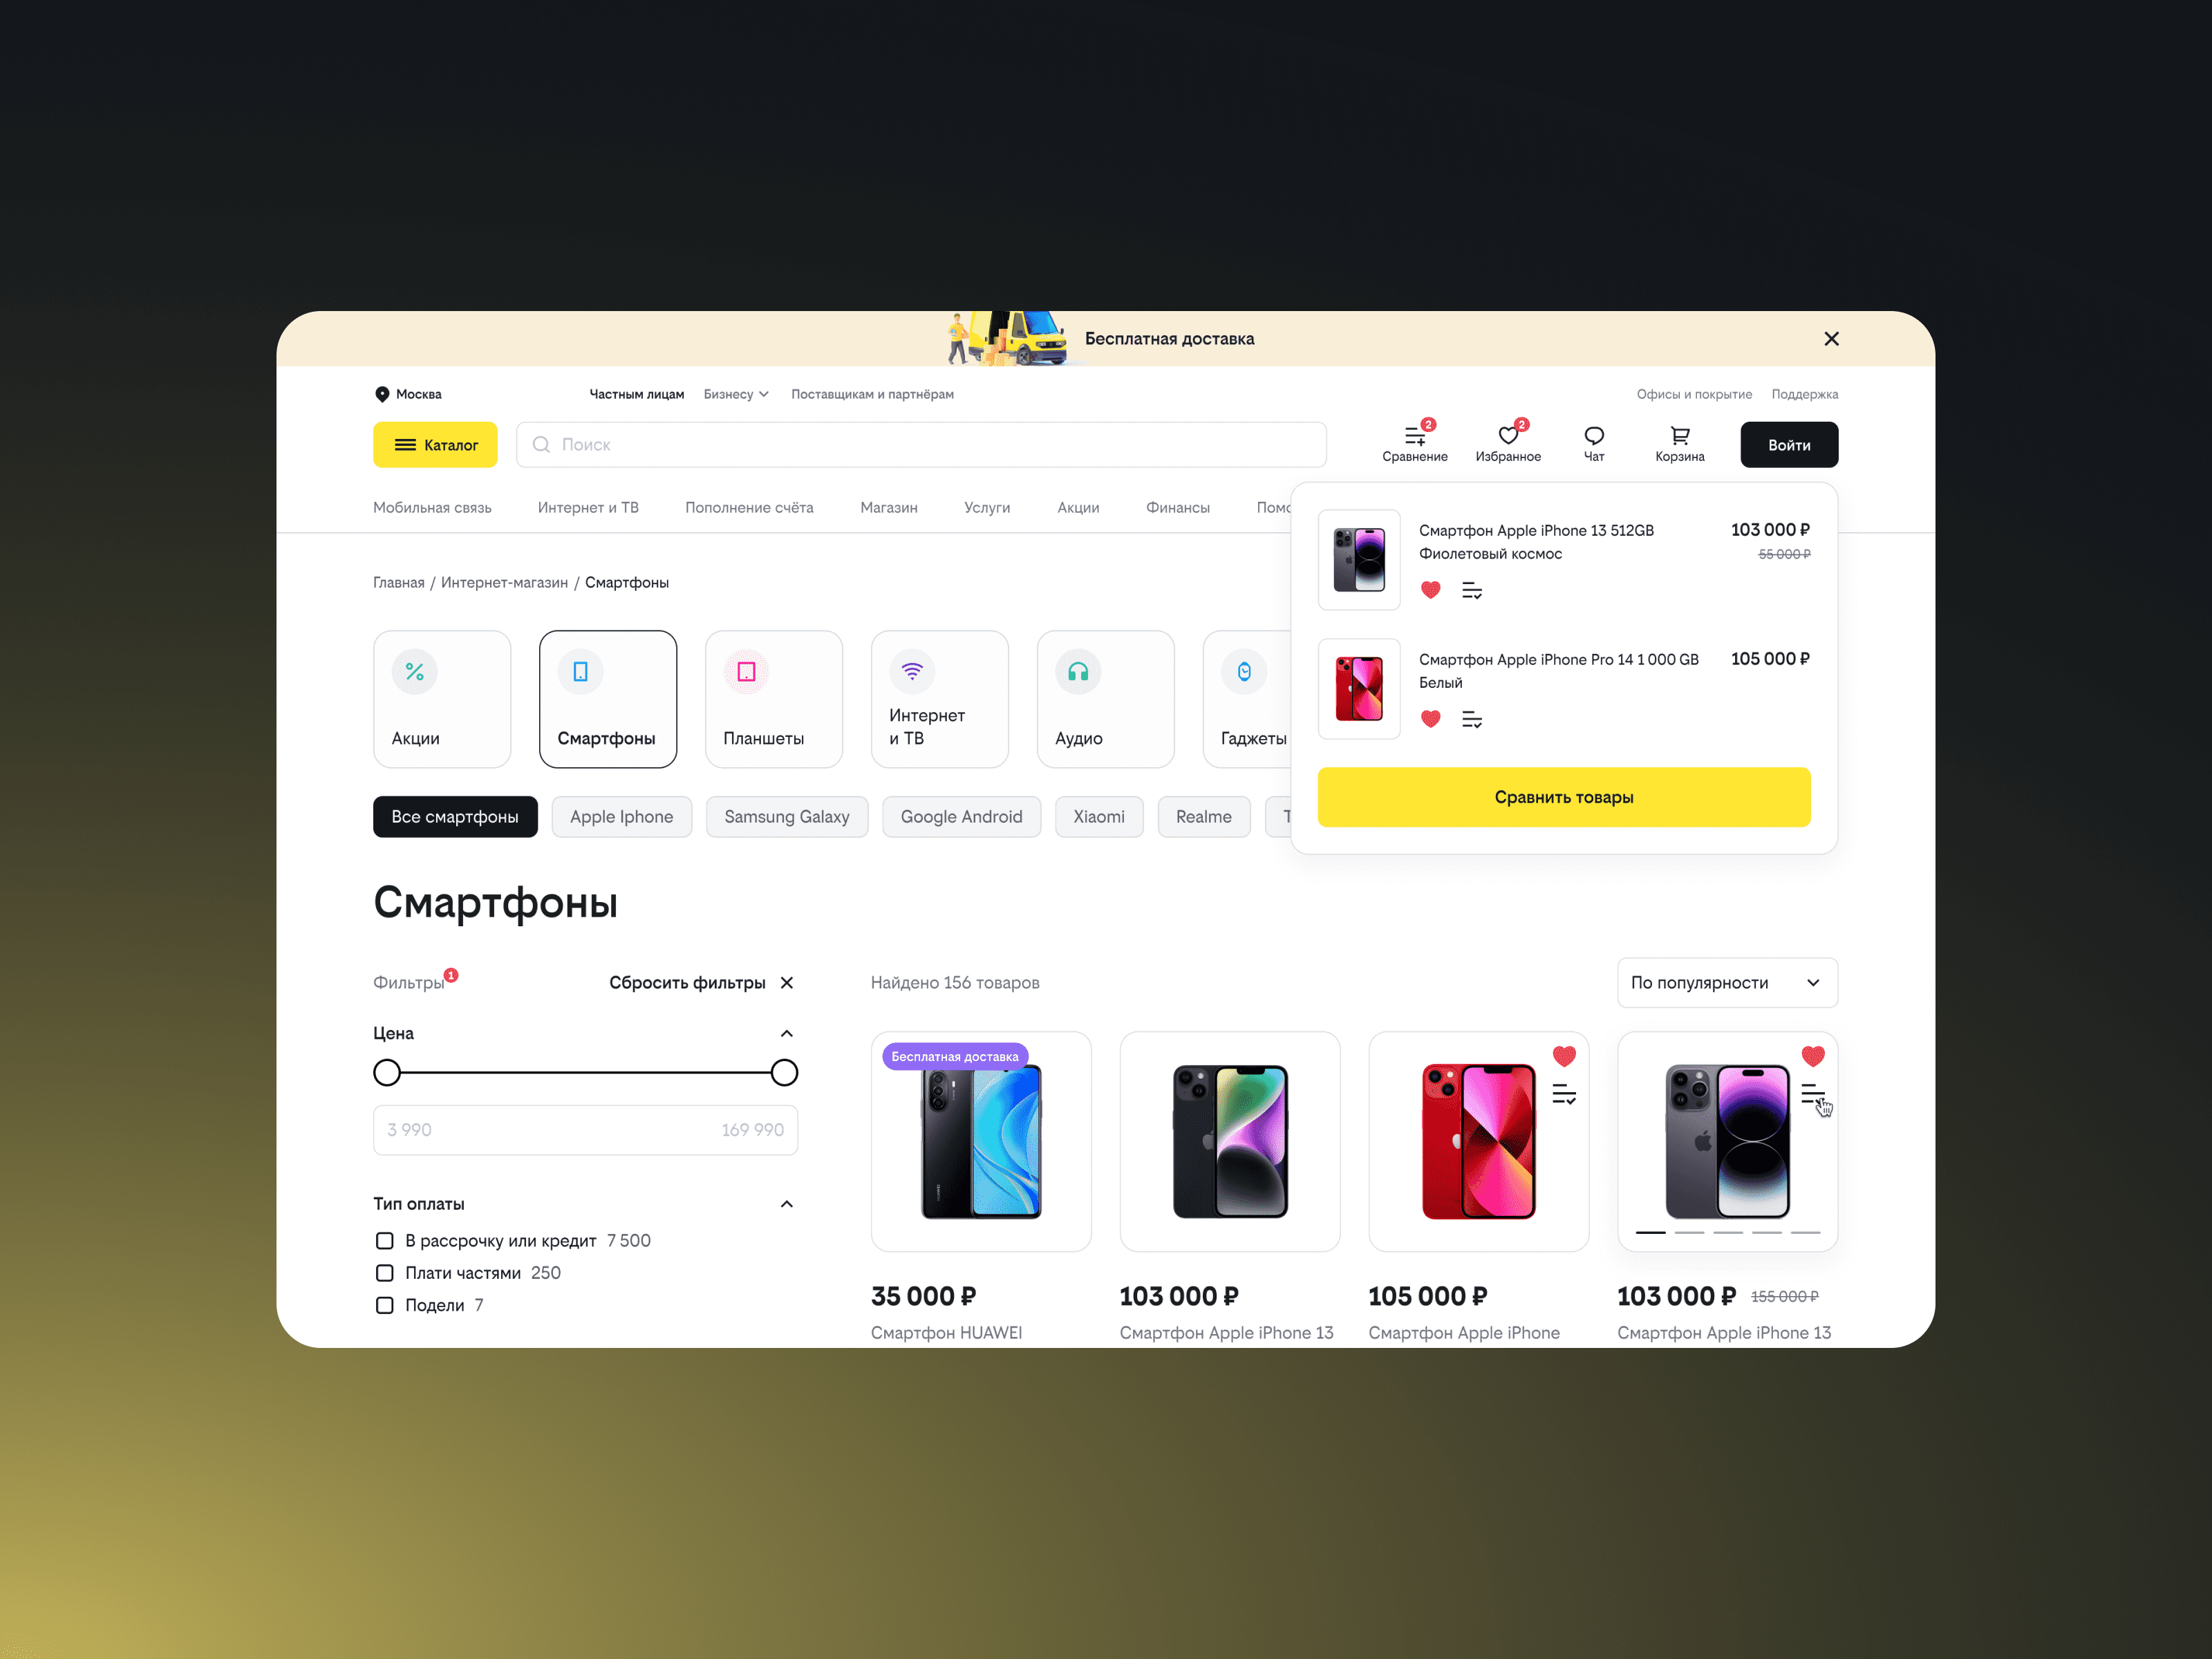 Бесплатная доставка
Москва
Частным лицам
Бизнесу
Поставщикам и партнёрам
Офисы и покрытие
Поддержка
Каталог
Поиск
2
Сравнение
2
Избранное
Чат
Корзина
Войти
Мобильная связь
Интернет и ТВ
Пополнение счёта
Магазин
Услуги
Акции
Финансы
Смартфон Apple iPhone 13 512GB
Фиолетовый космос
103 000 ₽
55 000 ₽
Смартфон Apple iPhone Pro 14 1 000 GB
Белый
105 000 ₽
Сравнить товары
Главная / Интернет-магазин / Смартфоны
Акции
Смартфоны
Планшеты
Интернет
и ТВ
Аудио
Гаджеты
Все смартфоны
Apple Iphone
Samsung Galaxy
Google Android
Xiaomi
Realme
Смартфоны
Фильтры
1
Сбросить фильтры
Найдено 156 товаров
По популярности
Цена
3 990
169 990
Тип оплаты
В рассрочку или кредит 7 500
Плати частями 250
Подели 7
Бесплатная доставка
35 000 ₽
Смартфон HUAWEI
103 000 ₽
Смартфон Apple iPhone 13
105 000 ₽
Смартфон Apple iPhone
103 000 ₽
155 000 ₽
Смартфон Apple iPhone 13